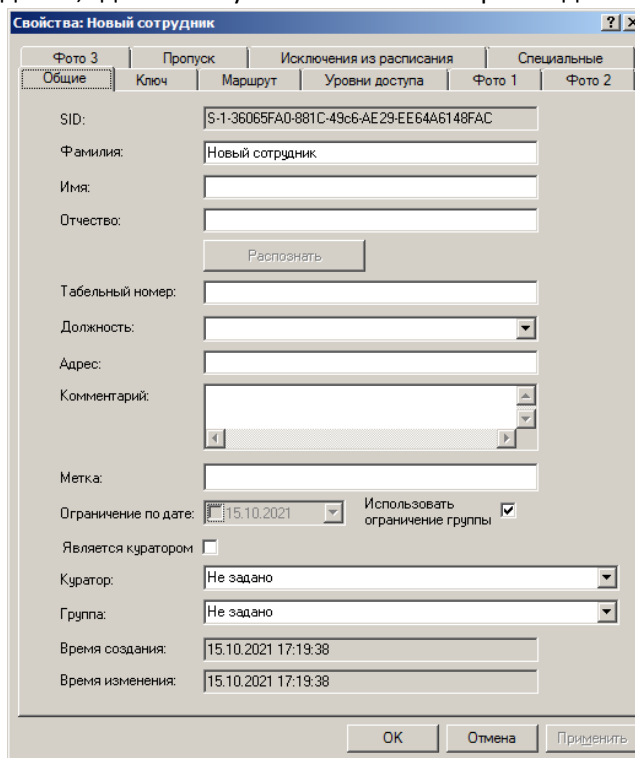 Свойства: Новый сотрудник
Фото 3 Пропуск Исключения из расписания Специальные
Общие Ключ Маршрут Уровни доступа Фото 1 Фото 2
SID: S-1-36065FA0-881C-49c6-AE29-EE64A6148FAC
Фамилия: Новый сотрудник
Имя:
Отчество:
Распознать
Табельный номер:
Должность:
Адрес:
Комментарий:
Метка:
Ограничение по дате: 15.10.2021 Использовать
ограничение группы
Является куратором
Куратор: Не задано
Группа: Не задано
Время создания: 15.10.2021 17:19:38
Время изменения: 15.10.2021 17:19:38
OK Отмена Применить